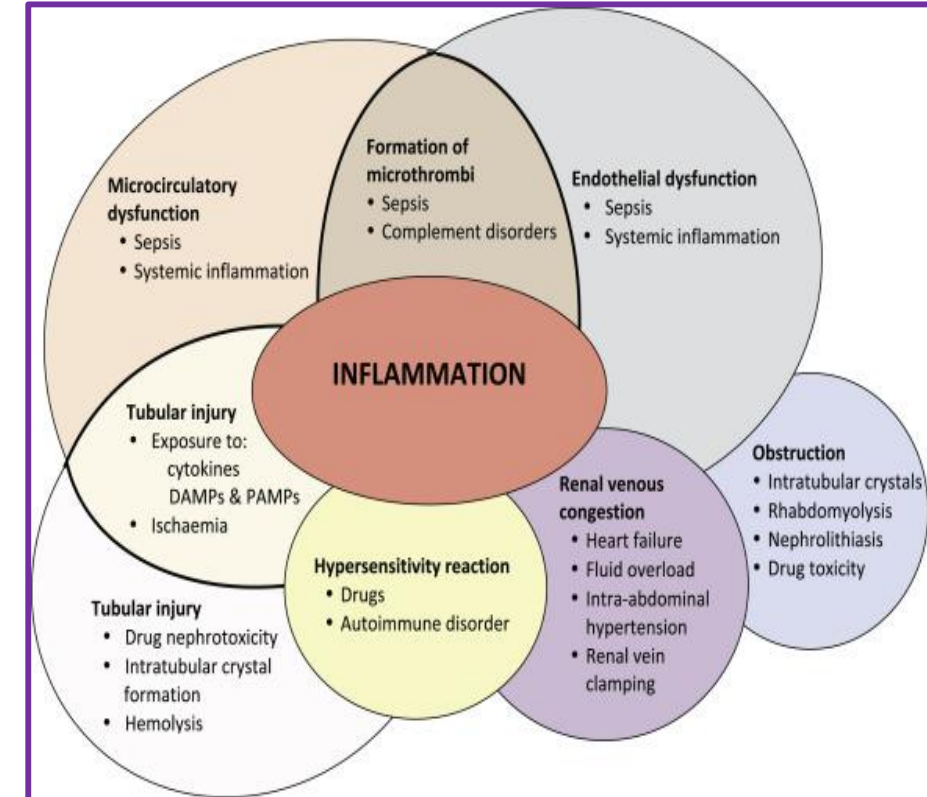 Microcirculatory
dysfunction
• Sepsis
• Systemic inflammation
Formation of
microthrombi
• Sepsis
• Complement disorders
Endothelial dysfunction
• Sepsis
• Systemic inflammation
INFLAMMATION
Tubular injury
• Exposure to:
cytokines
DAMPs & PAMPs
• Ischaemia
Tubular injury
• Drug nephrotoxicity
• Intratubular crystal
formation
• Hemolysis
Hypersensitivity reaction
• Drugs
• Autoimmune disorder
Renal venous
congestion
• Heart failure
• Fluid overload
• Intra-abdominal
hypertension
• Renal vein
clamping
Obstruction
• Intratubular crystals
• Rhabdomyolysis
• Nephrolithiasis
• Drug toxicity